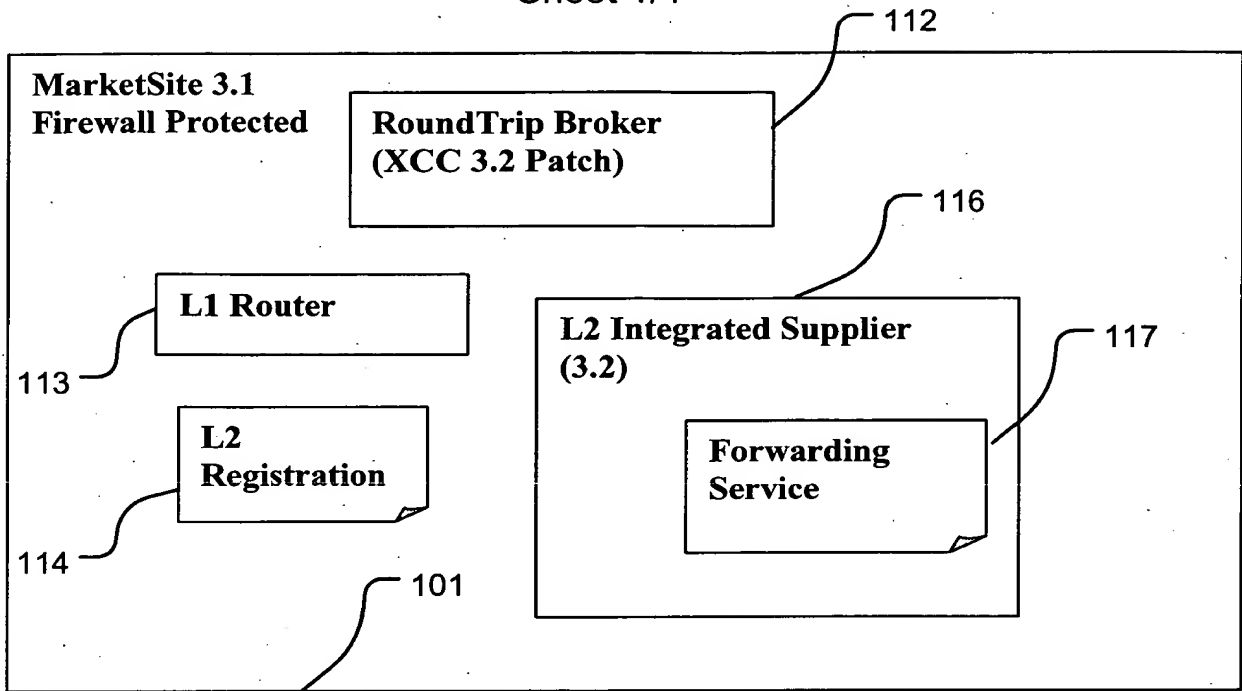 112
MarketSite 3.1
Firewall Protected
RoundTrip Broker
(XCC 3.2 Patch)
116
L1 Router
L2 Integrated Supplier
(3.2)
117
113
L2
Registration
Forwarding
Service
114
101